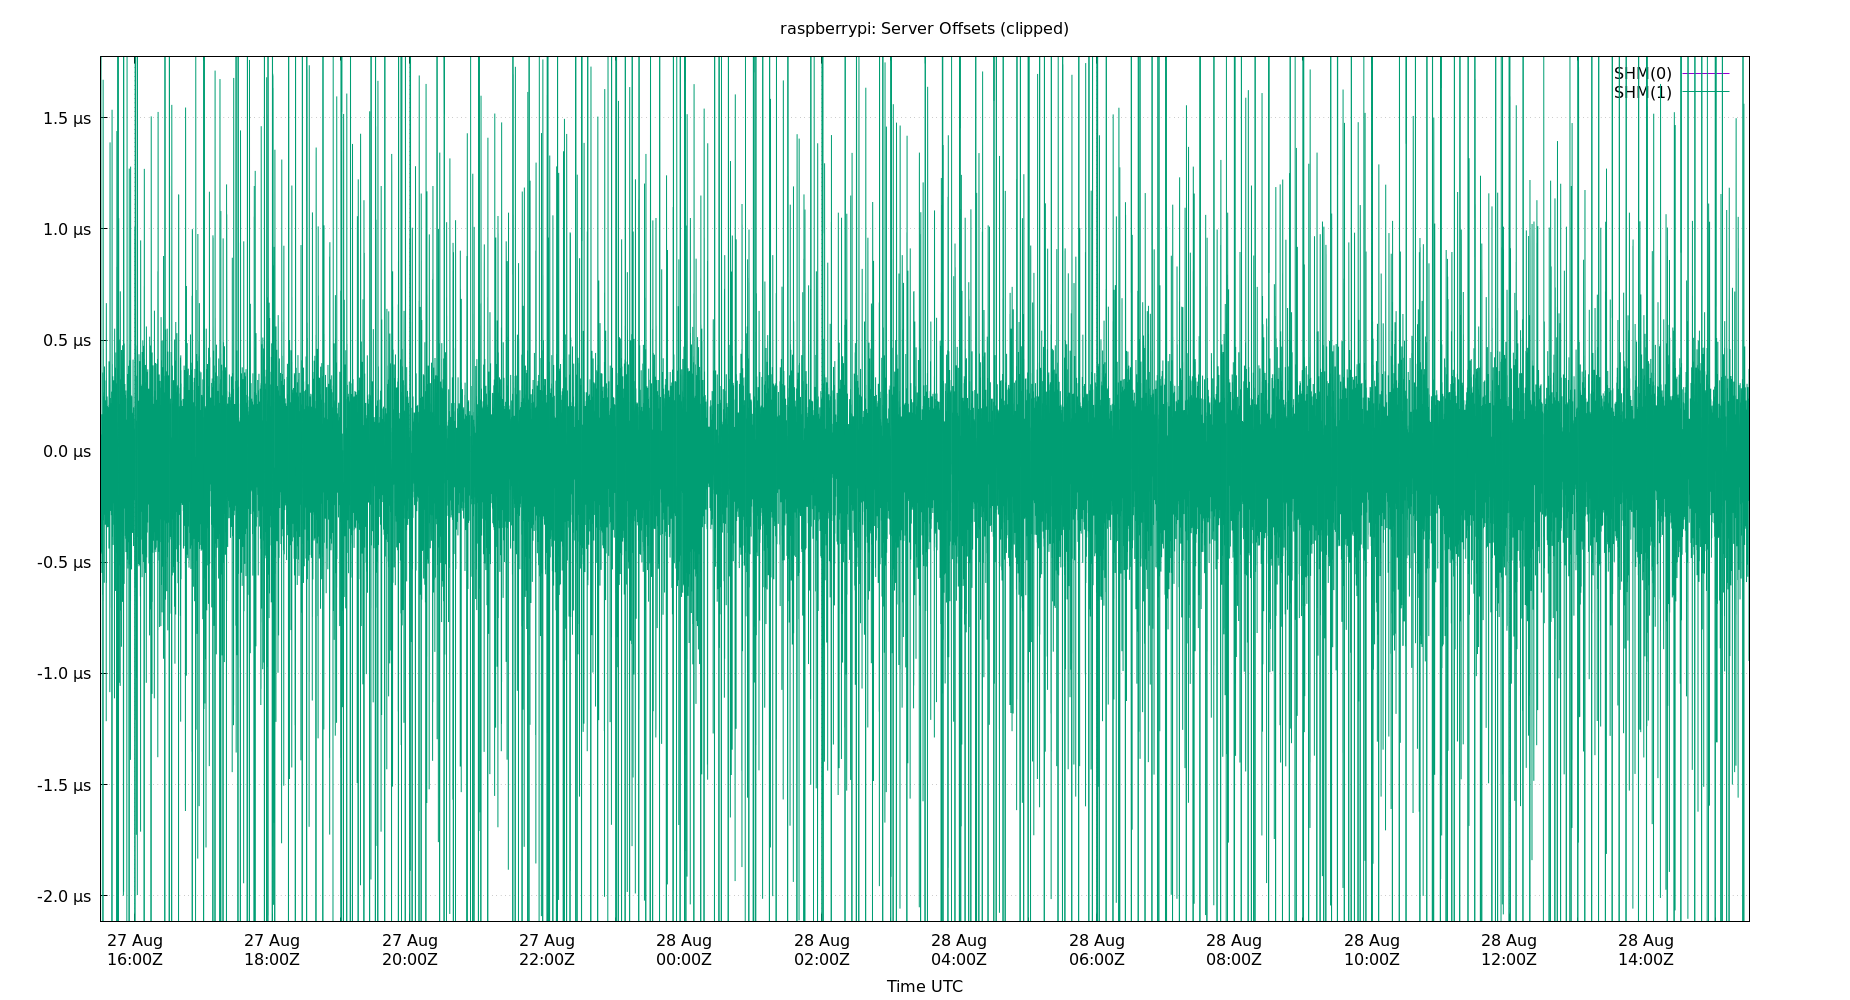 raspberrypi: Server Offsets (clipped)
SHM(0)
SHM(1)
1.5 µs
1.0 µs
0.5 µs
0.0 µs
-0.5 µs
-1.0 µs
-1.5 µs
-2.0 µs
27 Aug 27 Aug 27 Aug 27 Aug 28 Aug 28 Aug 28 Aug 28 Aug 28 Aug 28 Aug 28 Aug 28 Aug
16:00Z 18:00Z 20:00Z 22:00Z 00:00Z 02:00Z 04:00Z 06:00Z 08:00Z 10:00Z 12:00Z 14:00Z
Time UTC